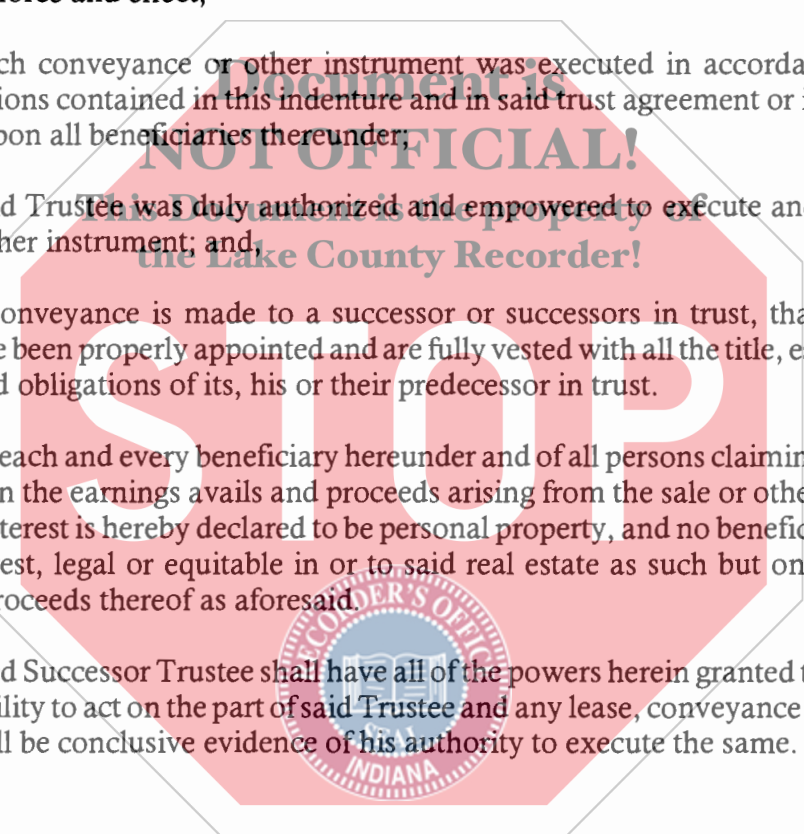 ch conveyance or other instrument was executed in accorda
ions contained in this indenture and in said trust agreement or i
pon all beneficiaries thereunder;
d Trustee was duly authorized and empowered to execute an
her instrument; and,
onveyance is made to a successor or successors in trust, tha
e been properly appointed and are fully vested with all the title, e
d obligations of its, his or their predecessor in trust.
each and every beneficiary hereunder and of all persons claimin
n the earnings avails and proceeds arising from the sale or othe
terest is hereby declared to be personal property, and no benefic
est, legal or equitable in or to said real estate as such but on
roceeds thereof as aforesaid.
d Successor Trustee shall have all of the powers herein granted t
ility to act on the part of said Trustee and any lease, conveyance
ll be conclusive evidence of his authority to execute the same.
Document is
NOT OFFICIAL!
This Document is the property of
the Lake County Recorder!
STOP
RECORDER'S OFFICE
SEAL
INDIANA